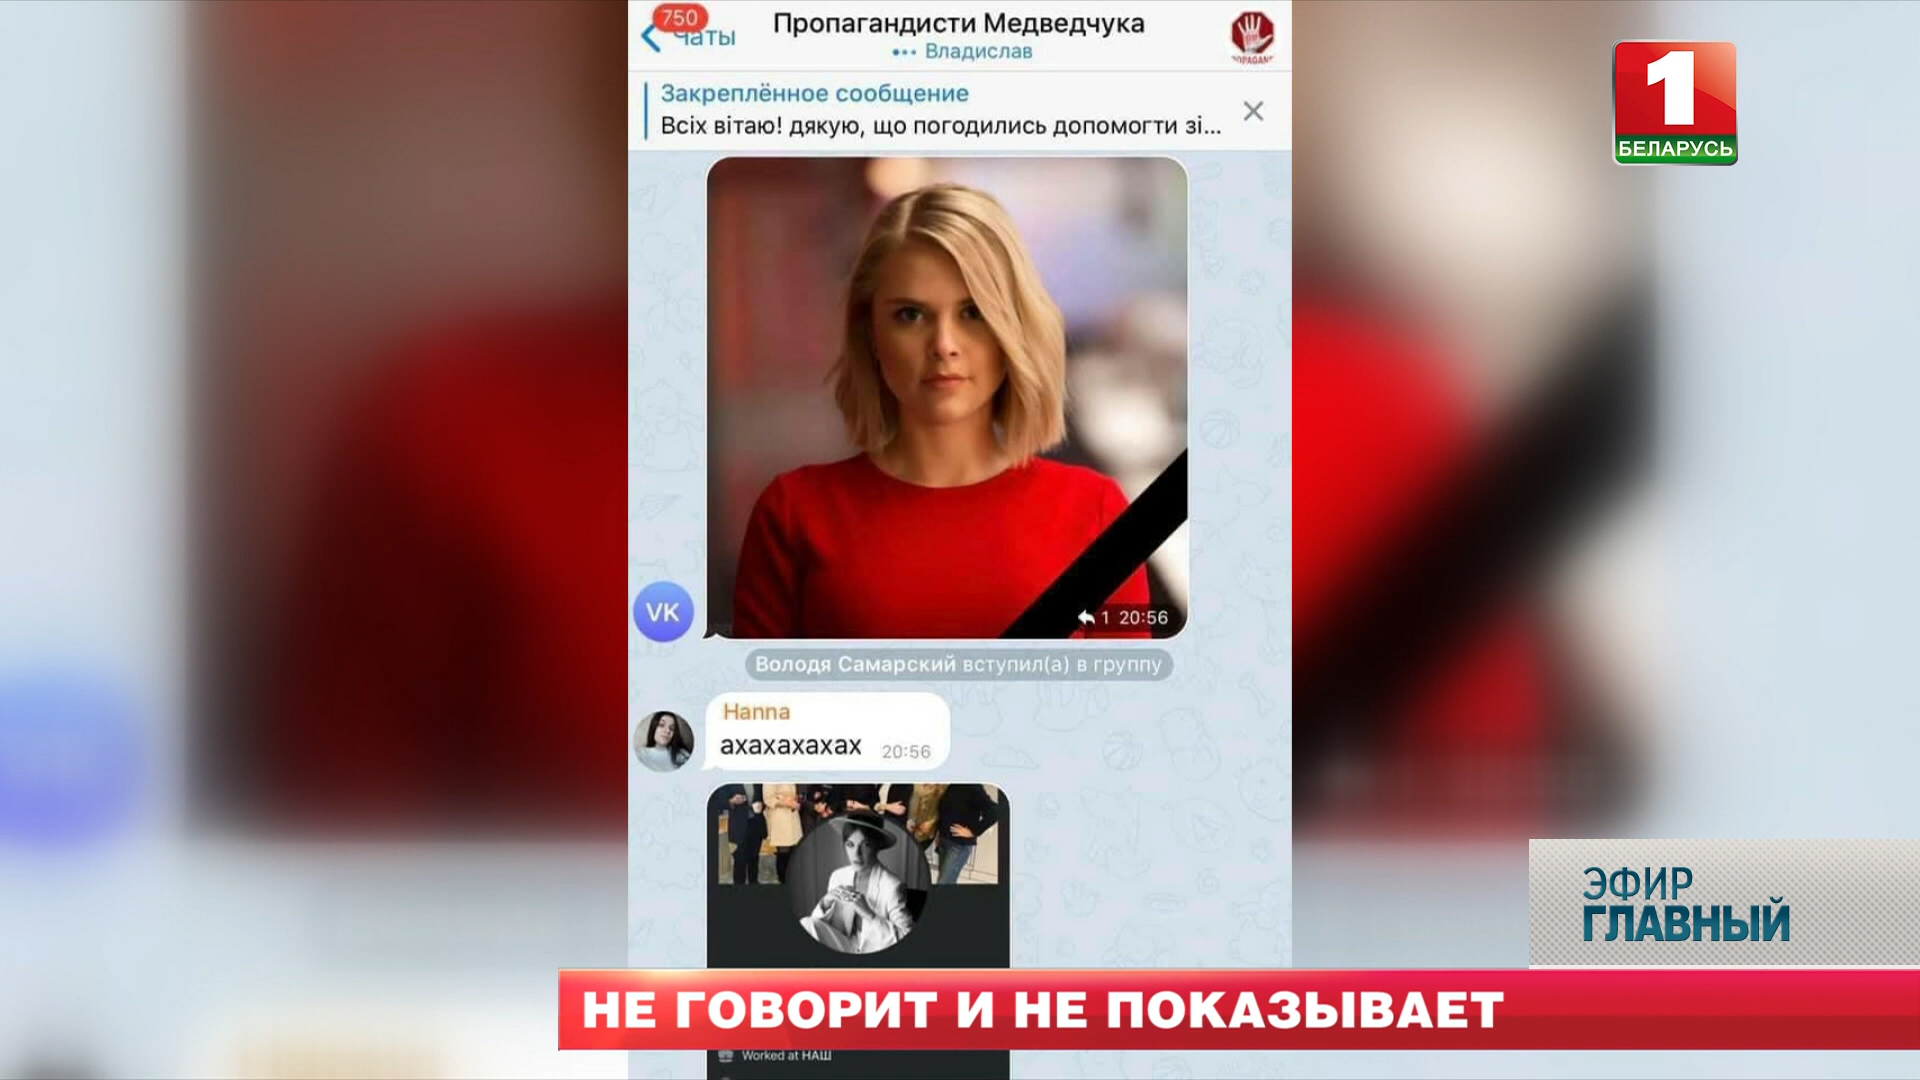 750
Чаты
Пропагандисти Медведчука
Владислав
Закреплённое сообщение
Всіх вітаю! дякую, що погодились допомогти зі...
1
БЕЛАРУСЬ
VK
1 20:56
Володя Самарский вступил(а) в группу
Hanna
ахахахахах 20:56
ЭФИР
ГЛАВНЫЙ
НЕ ГОВОРИТ И НЕ ПОКАЗЫВАЕТ
Worked at НАШ